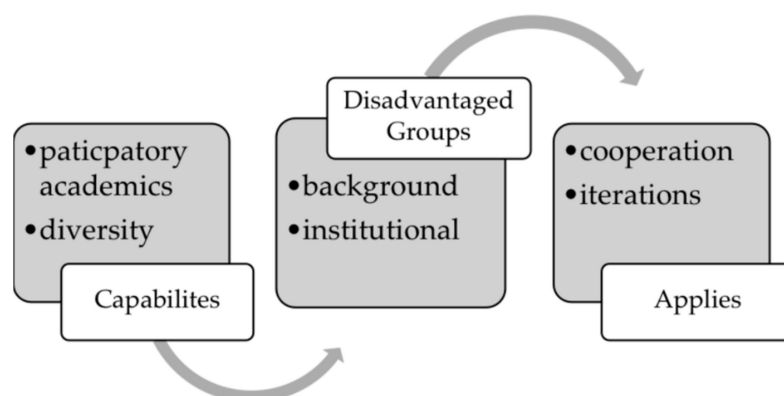 •paticpatory
academics
•diversity
Capabilites
Disadvantaged
Groups
•background
•institutional
•cooperation
•iterations
Applies